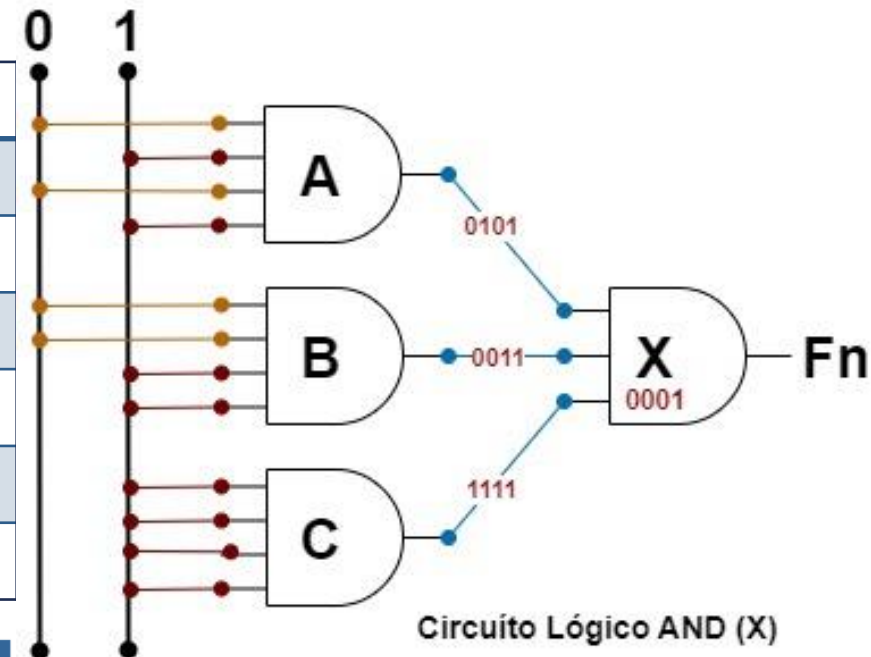 0 1
A
0101
B
0011
X
0001
Fn
C
1111
Circuíto Lógico AND (X)